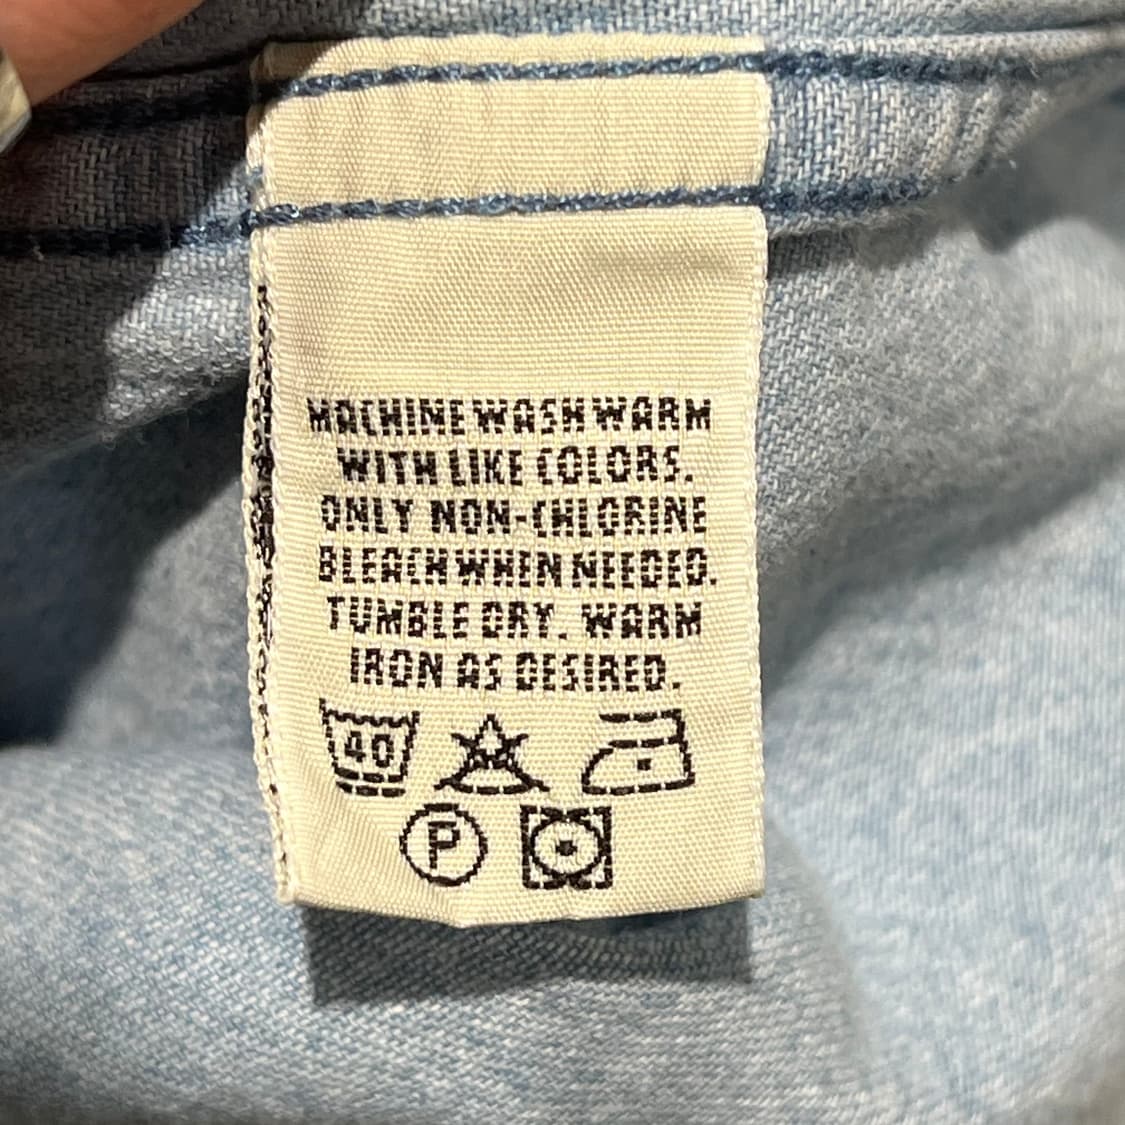 MACHINE WASH WARM
WITH LIKE COLORS.
ONLY NON-CHLORINE
BLEACH WHEN NEEDED.
TUMBLE DRY. WARM
IRON AS DESIRED.
40
P